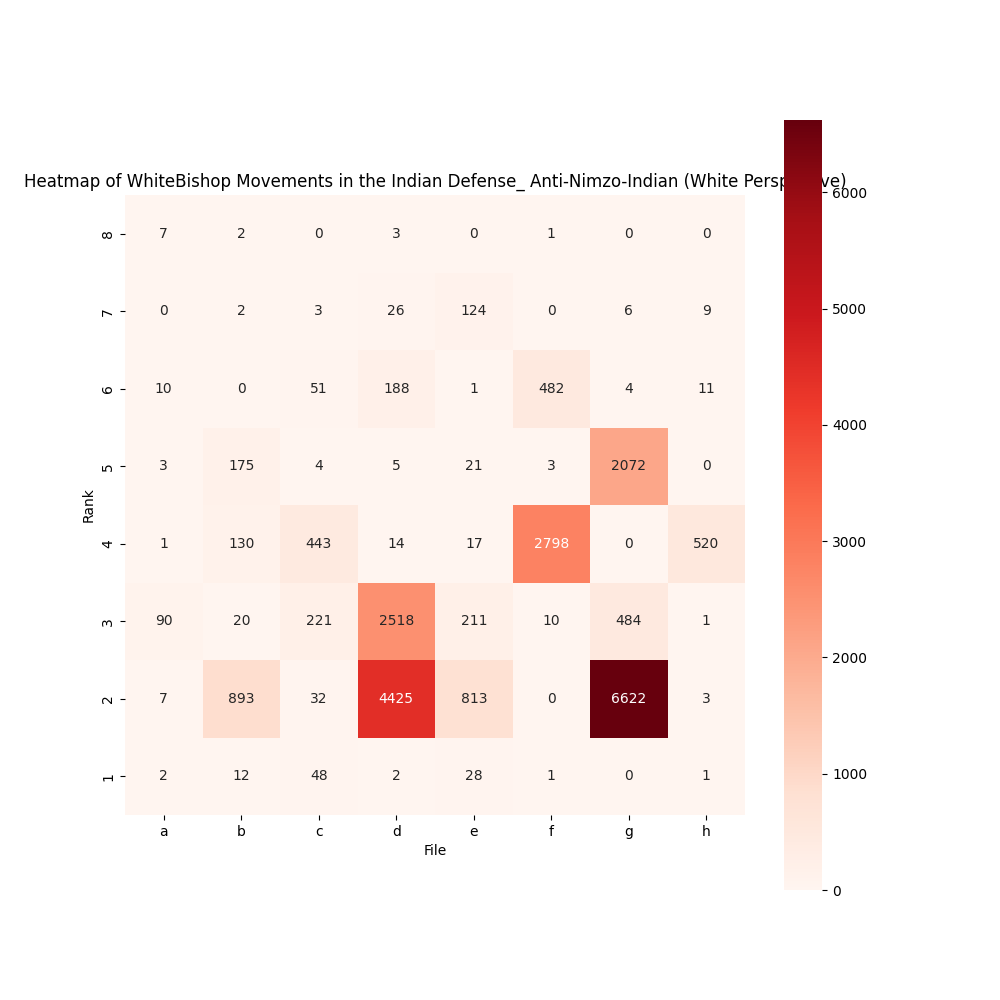 Heatmap of WhiteBishop Movements in the Indian Defense_ Anti-Nimzo-Indian (White Perspective)
8 7 2 0 3 0 1 0 0
7 0 2 3 26 124 0 6 9
6 10 0 51 188 1 482 4 11
5 3 175 4 5 21 3 2072 0
4 1 130 443 14 17 2798 0 520
3 90 20 221 2518 211 10 484 1
2 7 893 32 4425 813 0 6622 3
1 2 12 48 2 28 1 0 1
a b c d e f g h
File
Rank
6000
5000
4000
3000
2000
1000
0